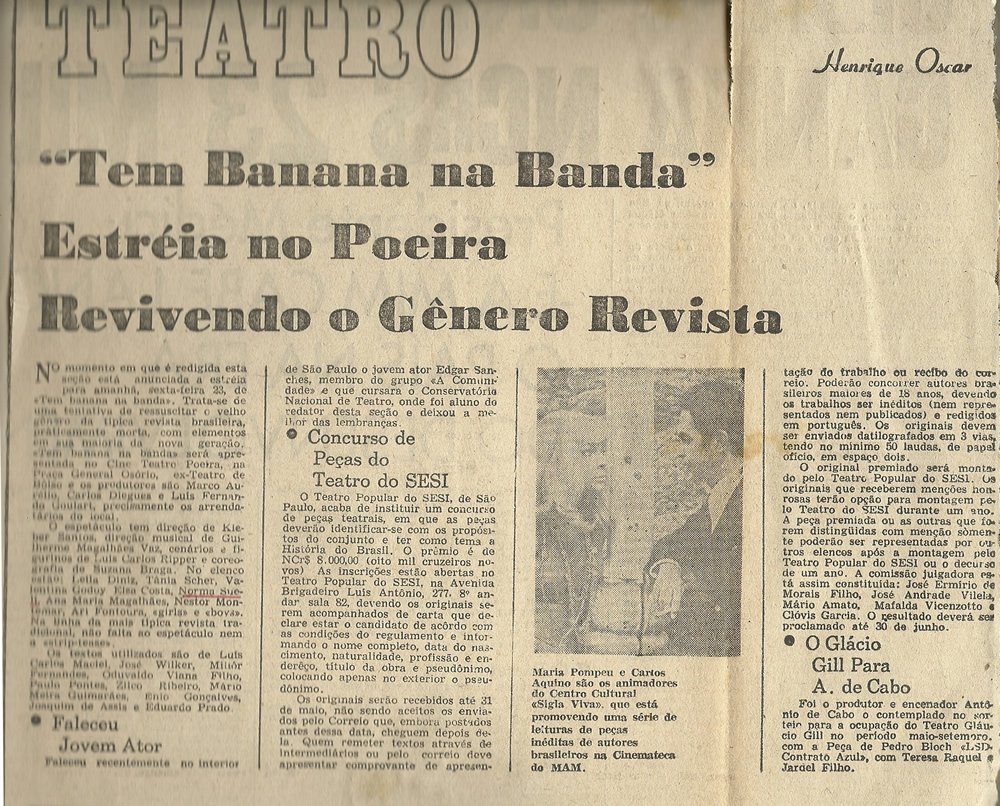 TEATRO
Henrique Oscar
"Tem Banana na Banda"
Estréia no Poeira
Revivendo o Gênero Revista
NO momento em que é redigida esta
seção está anunciada a estréia
para amanhã, sexta-feira 23, de
«Tem banana na banda». Trata-se de
uma tentativa de ressuscitar o velho
gênero da típica revista brasileira,
práticamente morta, com elementos
em sua maioria da nova geração.
«Tem banana na banda» será apre-
sentada no Cine Teatro Poeira, na
Praça General Osório, ex-Teatro de
Bolso e os produtores são Marco Au-
rélio, Carlos Diegues e Luís Fernan-
do Goulart, precisamente os arrenda-
tários do local.
O espetáculo tem direção de Kle-
ber Santos, direção musical de Gui-
lherme Magalhães Vaz, cenários e fi-
gurinos de Luís Carlos Ripper e coreo-
grafia de Suzana Braga. No elenco
estão: Leila Diniz, Tânia Scher, Va-
lentina Godoy Elsa Costa, Norma Sue-
li, Ana Maria Magalhães, Nestor Mon-
temar, Ari Fontoura, «girls» e «boys».
Na linha da mais típica revista tra-
dicional, não falta ao espetáculo nem
a strip-tease.
Os textos utilizados são de Luís
Carlos Maciel, José Wilker, Millôr
Fernandes, Oduvaldo Viana Filho,
Paulo Pontes, Zilco Ribeiro, Mário
Meira Guimarães, Ênio Gonçalves,
Joaquim de Assis e Eduardo Prado.
• Faleceu
Jovem Ator
Faleceu recentemente no interior
de São Paulo o jovem ator Edgar San-
ches, membro do grupo «A Comuni-
dade» e que cursara o Conservatório
Nacional de Teatro, onde foi aluno do
redator desta seção e deixou a me-
lhor das lembranças.
• Concurso de
Peças do
Teatro do SESI
O Teatro Popular do SESI, de São
Paulo, acaba de instituir um concurso
de peças teatrais, em que as peças
deverão identificar-se com os propósi-
tos do conjunto e ter como tema a
História do Brasil. O prêmio é de
NCr$ 8.000,00 (oito mil cruzeiros no-
vos) As inscrições estão abertas no
Teatro Popular do SESI, na Avenida
Brigadeiro Luís Antônio, 277. 8º an-
dar sala 82, devendo os originais se-
rem acompanhados de carta que de-
clare estar o candidato de acôrdo com
as condições do regulamento e infor-
mando o nome completo, data do nas-
cimento, naturalidade, profissão e en-
derêço, título da obra e pseudônimo,
colocando apenas no exterior o pseu-
dônimo.
Os originais serão recebidos até 31
de maio, não sendo aceitos os envia-
dos pelo Correio que, embora postados
antes dessa data, cheguem depois de-
la. Quem remeter textos através de
intermediários ou pelo correio deve
apresentar comprovante de apresen-
Maria Pompeu e Carlos
Aquino são os animadores
do Centro Cultural
«Sigla Viva». que está
promovendo uma série de
leituras de peças
inéditas de autores
brasileiros na Cinemateca
do MAM.
tação do trabalho ou recibo do cor-
reio. Poderão concorrer autores bra-
sileiros maiores de 18 anos, devendo
os trabalhos ser inéditos (nem repre-
sentados nem publicados) e redigidos
em português. Os originais devem
ser enviados datilografados em 3 vias,
tendo no mínimo 50 laudas, de papel
ofício, em espaço dois.
O original premiado será monta-
do pelo Teatro Popular do SESI. Os
originais que receberem menções hon-
rosas terão opção para montagem pe-
lo Teatro do SESI durante um ano.
A peça premiada ou as outras que fo-
rem distingüidas com menção sòmen-
te poderão ser representadas por ou-
tros elencos após a montagem pelo
Teatro Popular do SESI ou o decurso
de um ano. A comissão julgadora es-
tá assim constituída: José Ermírio de
Morais Filho, José Andrade Vilela,
Mário Amato, Mafalda Vicenzotto e
Clóvis Garcia. O resultado deverá ser
proclamado até 30 de junho.
• O Glácio
Gill Para
A. de Cabo
Foi o produtor e encenador Antô-
nio de Cabo o contemplado no sor-
teio para a ocupação do Teatro Gláu-
cio Gill no período maio-setembro.
com a Peça de Pedro Bloch «LSD-
Contrato Azul», com Teresa Raquel e
Jardel Filho.